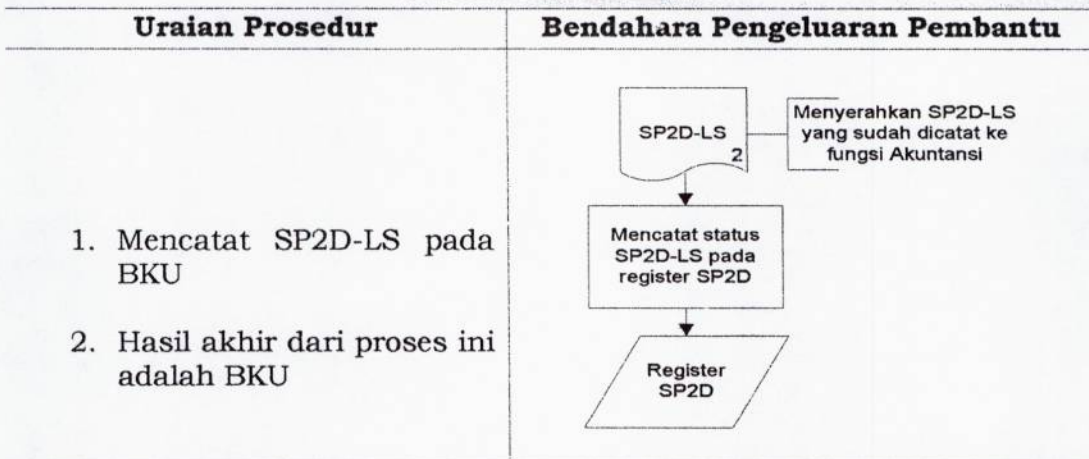 Uraian Prosedur
Bendahara Pengeluaran Pembantu
1. Mencatat SP2D-LS pada
BKU
2. Hasil akhir dari proses ini
adalah BKU
SP2D-LS
2
Menyerahkan SP2D-LS
yang sudah dicatat ke
fungsi Akuntansi
Mencatat status
SP2D-LS pada
register SP2D
Register
SP2D